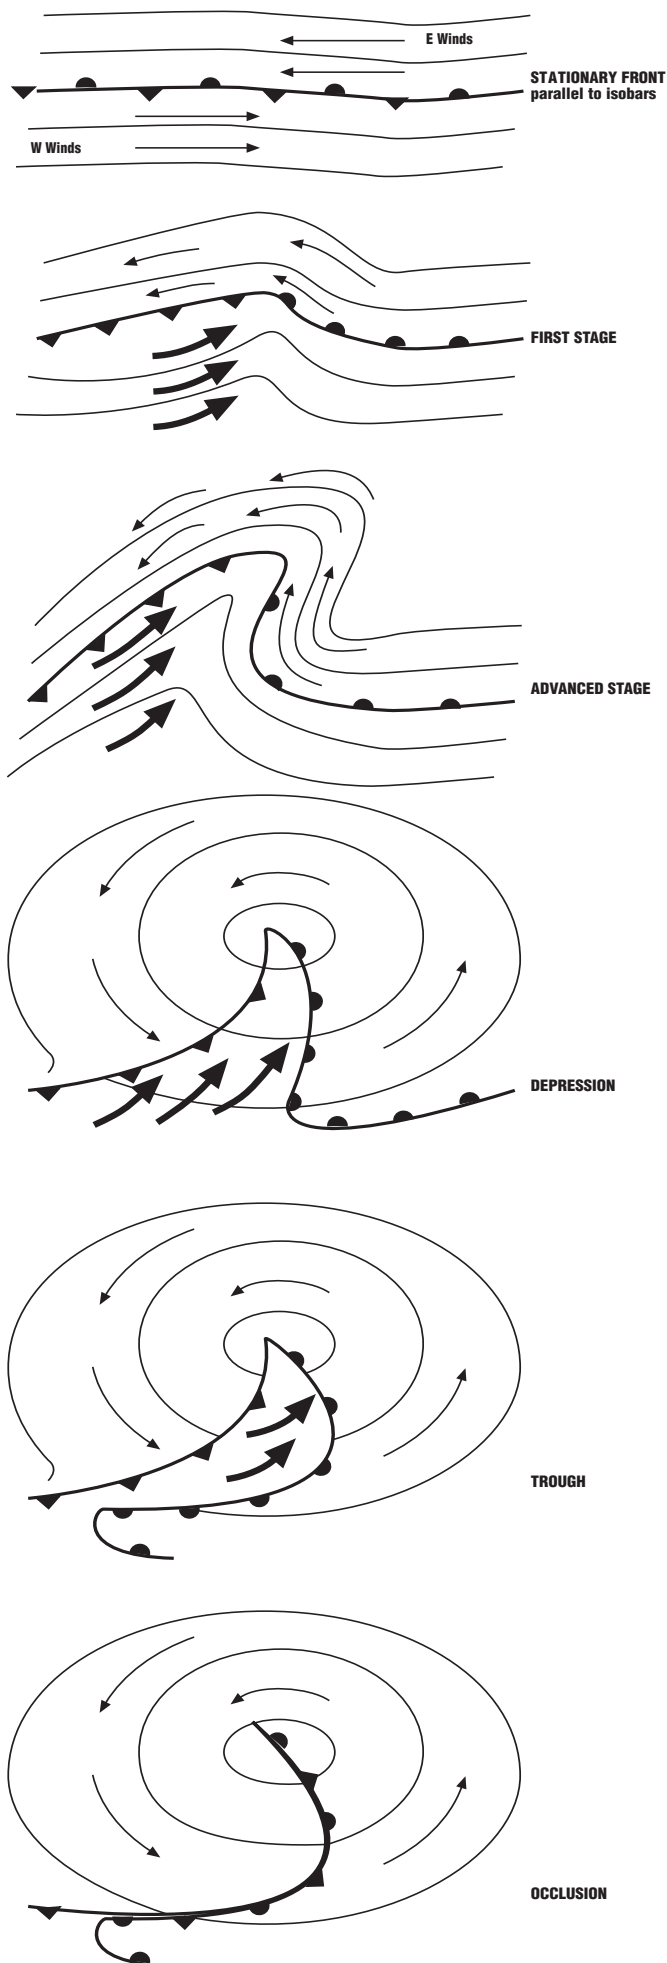 E Winds
STATIONARY FRONT
parallel to isobars
W Winds
FIRST STAGE
ADVANCED STAGE
DEPRESSION
TROUGH
OCCLUSION